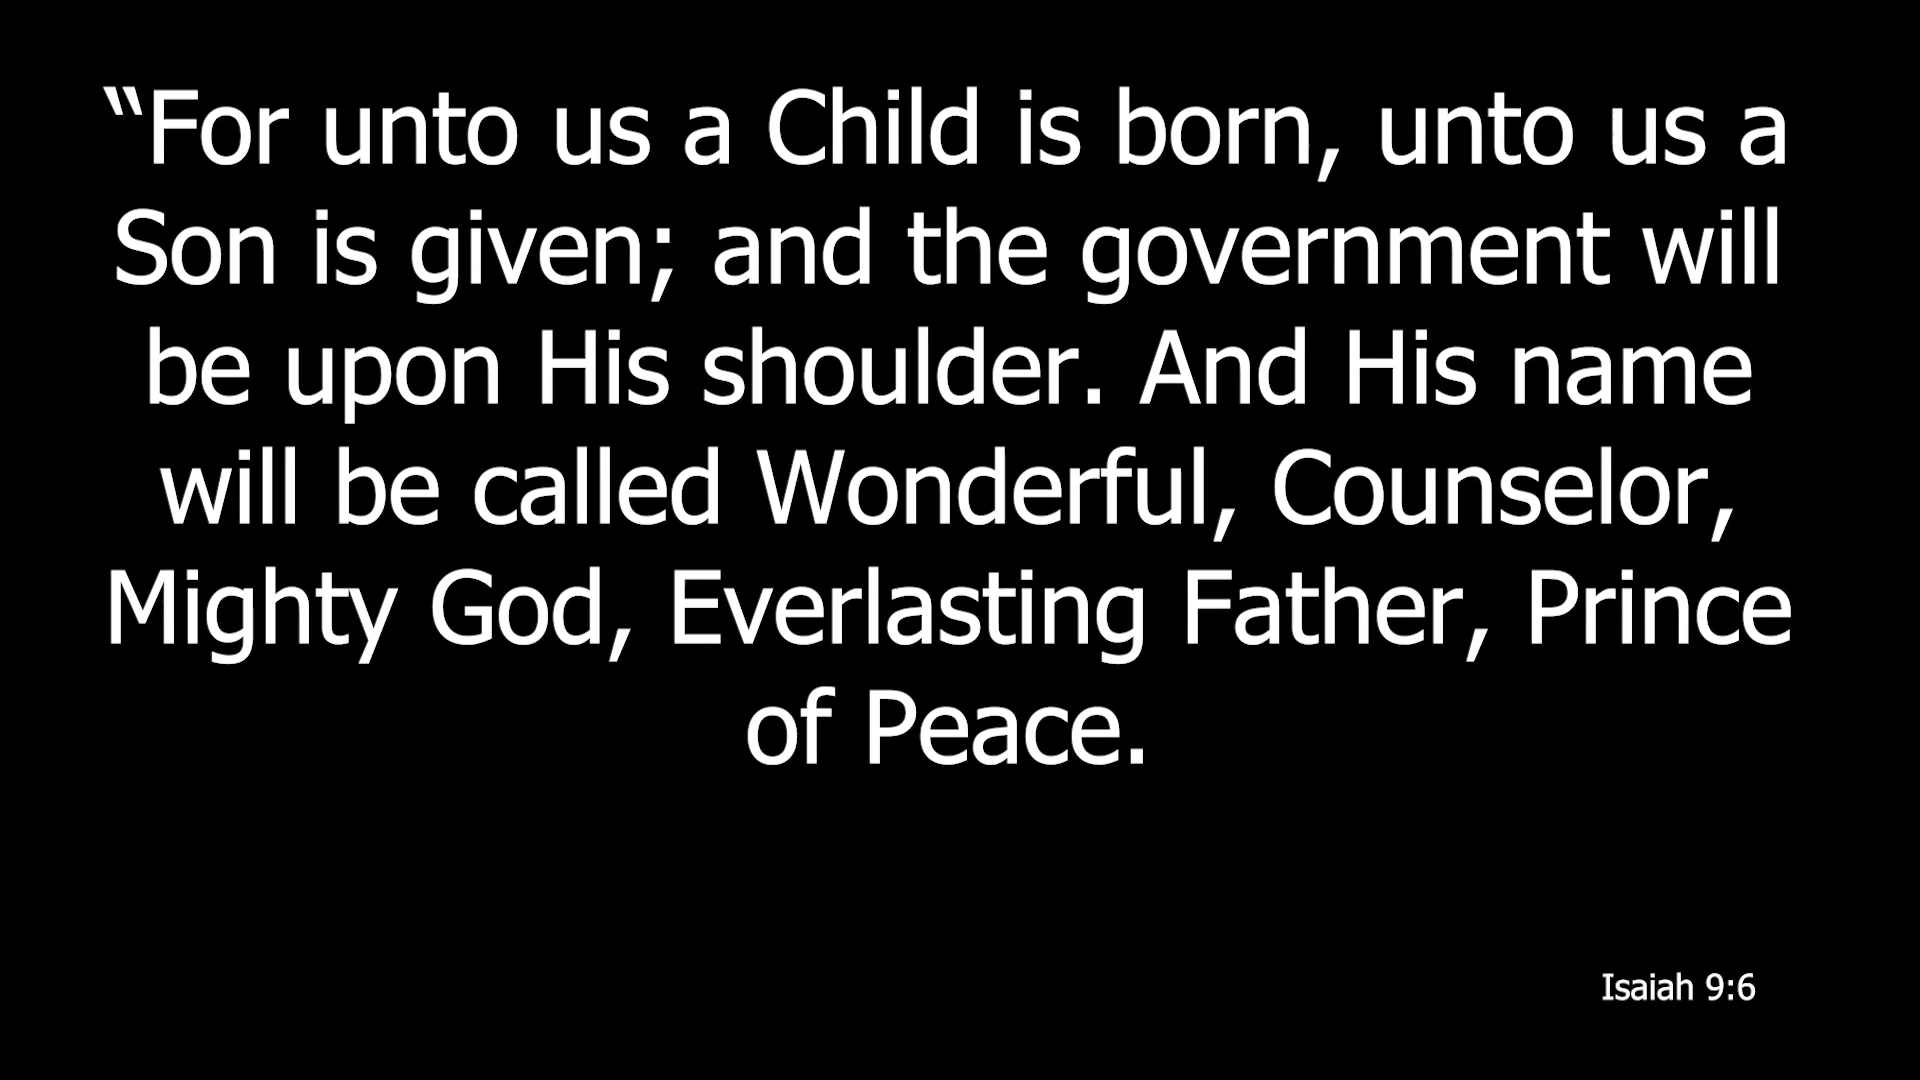 “For unto us a Child is born, unto us a
Son is given; and the government will
be upon His shoulder. And His name
will be called Wonderful, Counselor,
Mighty God, Everlasting Father, Prince
of Peace.
Isaiah 9:6